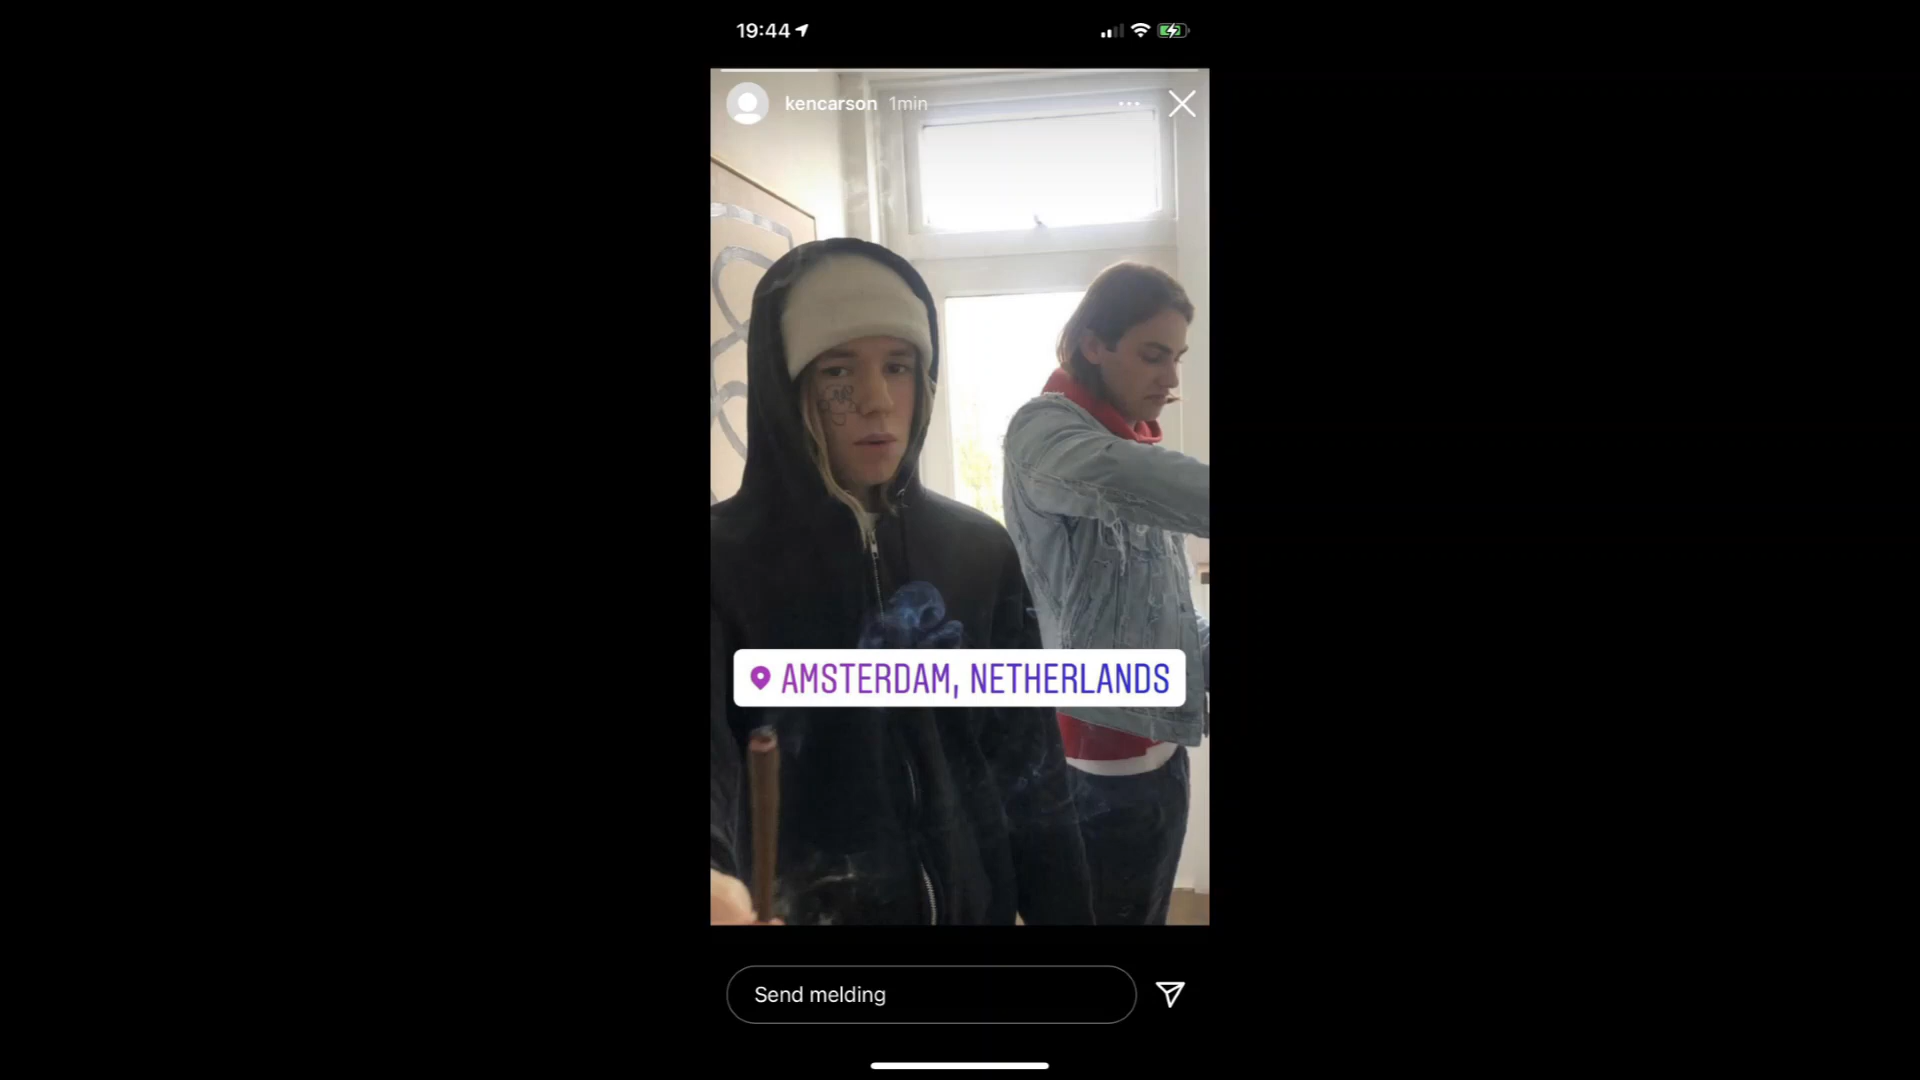 19:44
kencarson 1min
AMSTERDAM, NETHERLANDS
Send melding